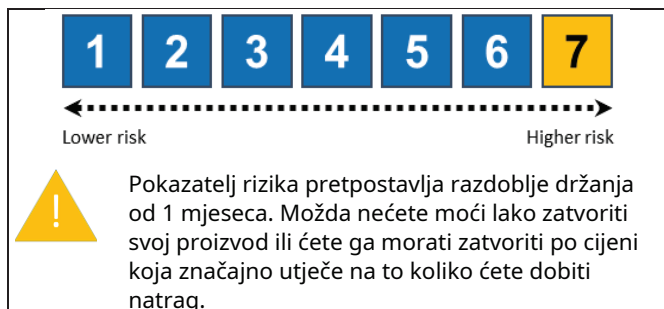 1 2 3 4 5 6 7
Lower risk Higher risk
!
Pokazatelj rizika pretpostavlja razdoblje držanja
od 1 mjeseca. Možda nećete moći lako zatvoriti
svoj proizvod ili ćete ga morati zatvoriti po cijeni
koja značajno utječe na to koliko ćete dobiti
natrag.